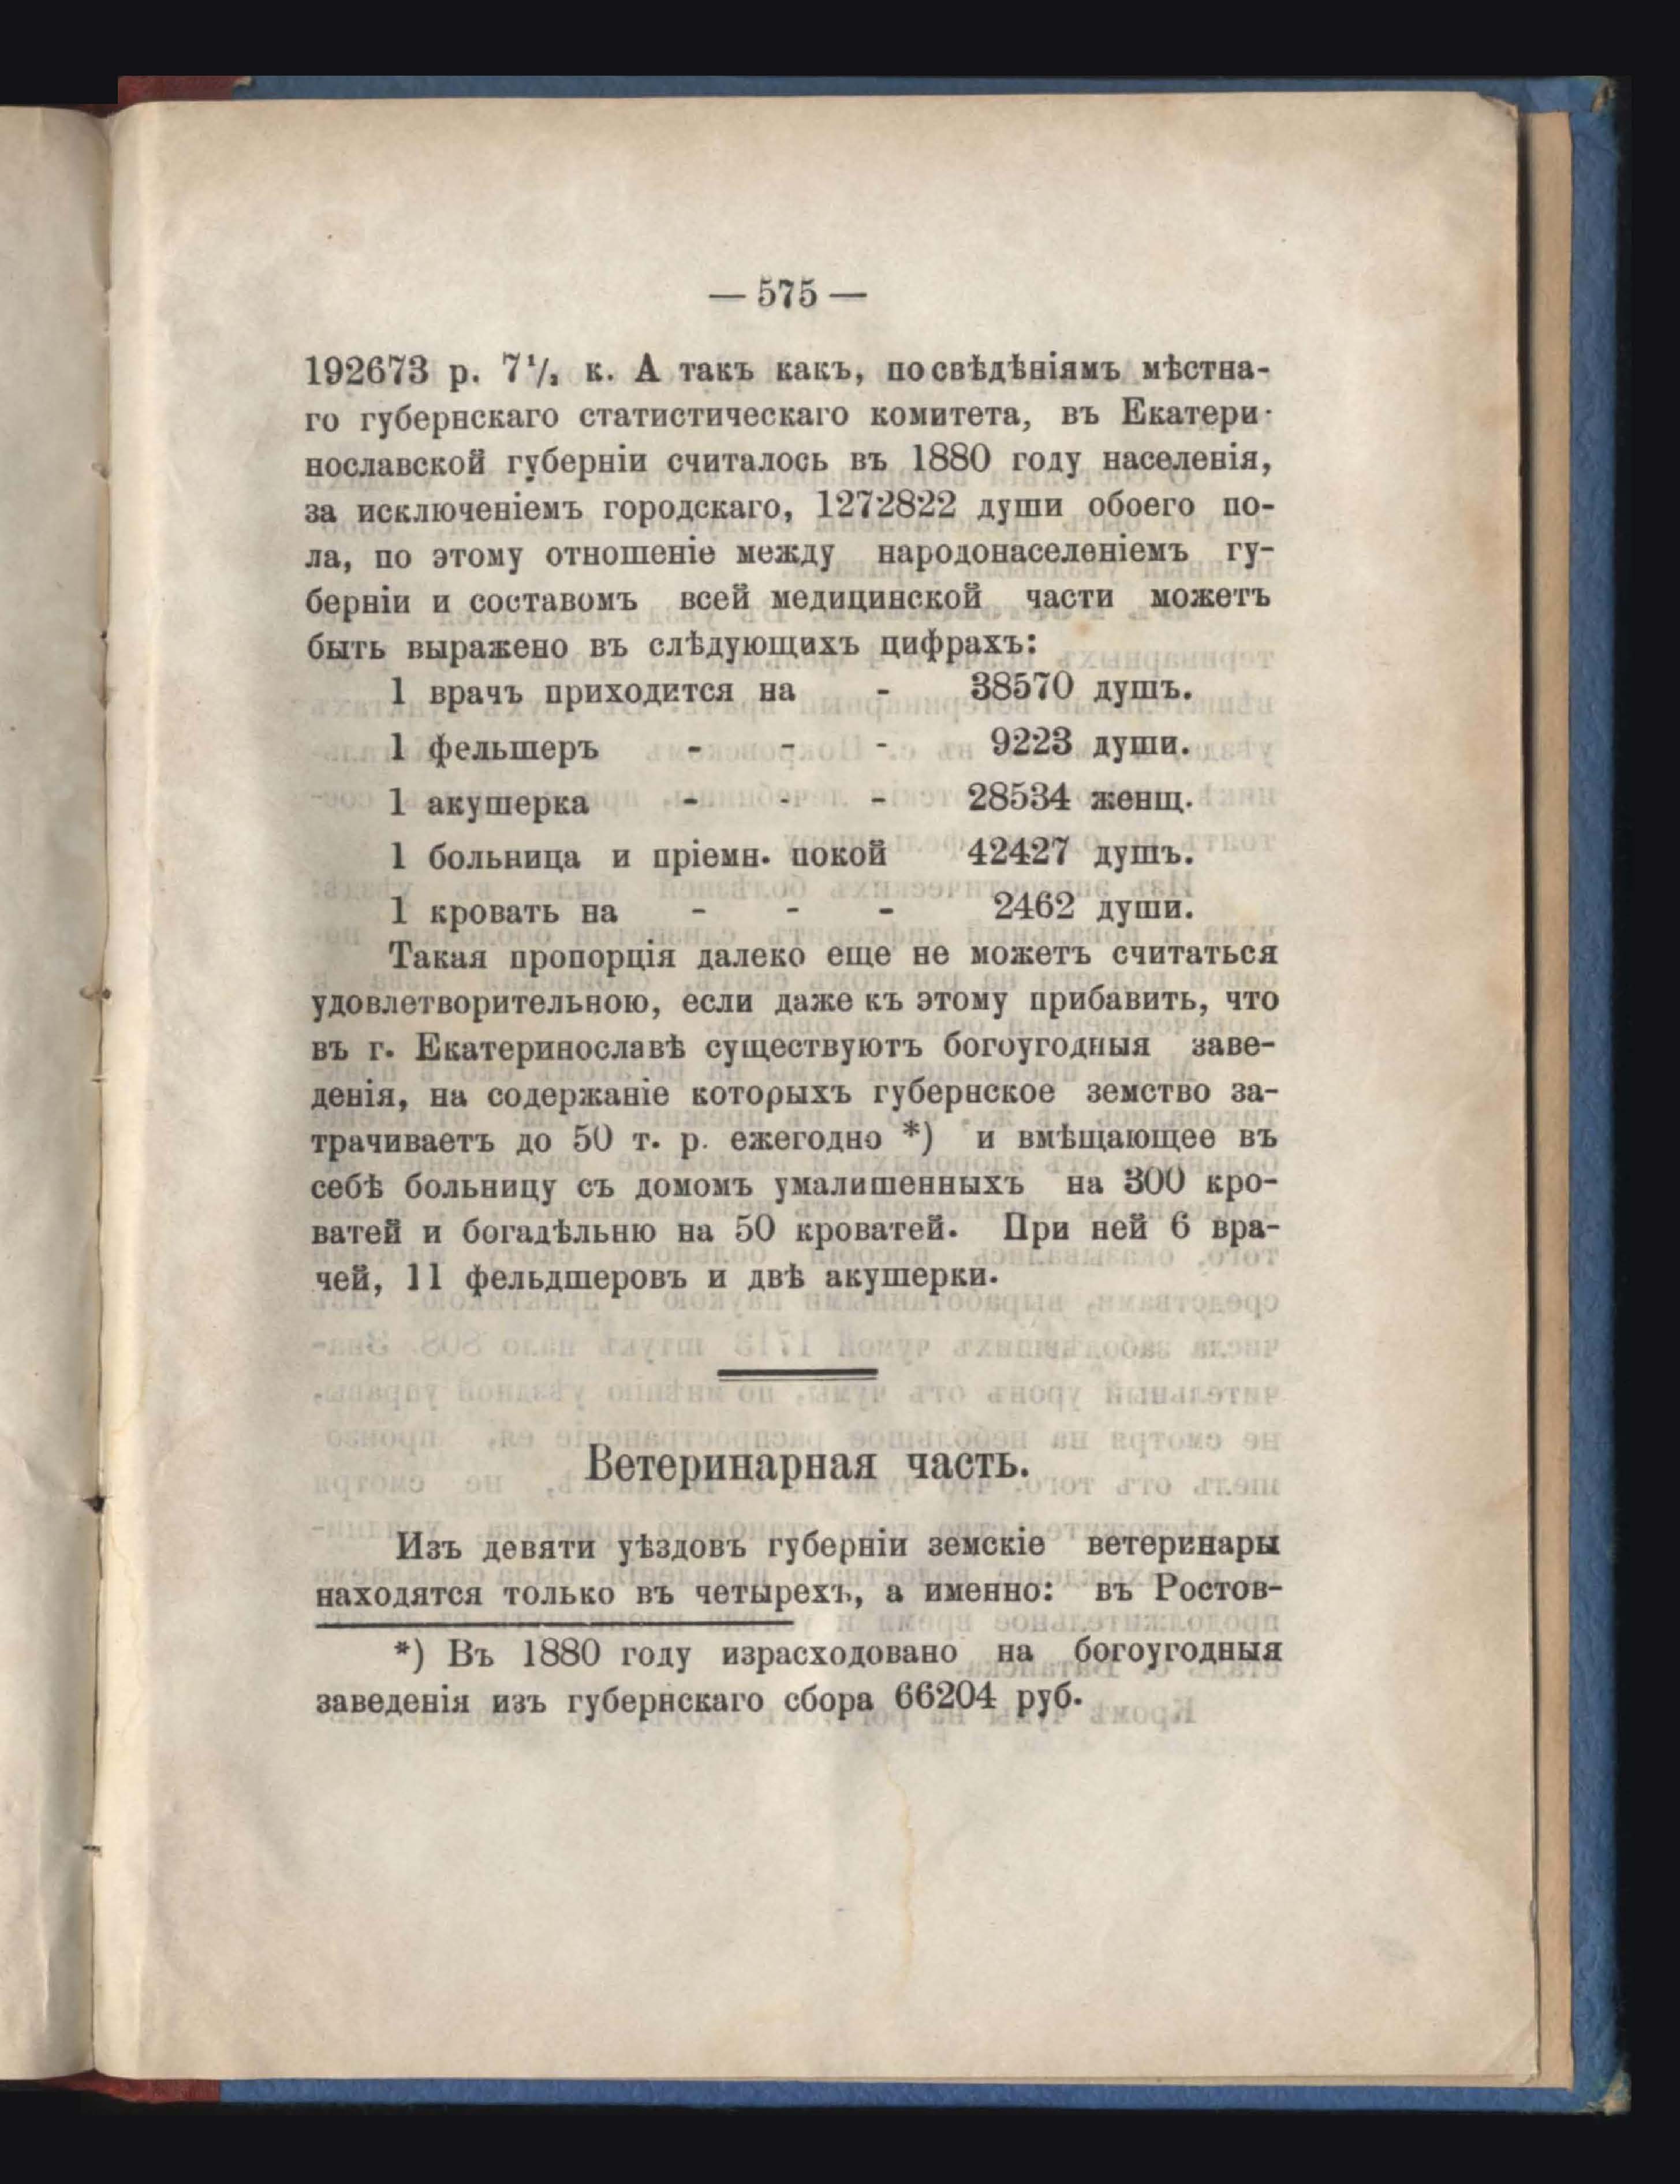 — 575 —
192673 р. 7½ к. А такъ какъ, по свѣдѣніямъ мѣстна-
го губернскаго статистическаго комитета, въ Екатери-
нославской губерніи считалось въ 1880 году населенія,
за исключеніемъ городскаго, 1272822 души обоего по-
ла, по этому отношеніе между народонаселеніемъ гу-
берніи и составомъ всей медицинской части можетъ
быть выражено въ слѣдующихъ цифрахъ:
1 врачъ приходится на - 38570 душъ.
1 фельшеръ - - - 9223 души.
1 акушерка - - - 28534 женщ.
1 больница и пріемн. покой 42427 душъ.
1 кровать на - - - 2462 души.
Такая пропорція далеко еще не можетъ считаться
удовлетворительною, если даже къ этому прибавить, что
въ г. Екатеринославѣ существуютъ богоугодныя заве-
денія, на содержаніе которыхъ губернское земство за-
трачиваетъ до 50 т. р. ежегодно *) и вмѣщающее въ
себѣ больницу съ домомъ умалишенныхъ на 300 кро-
ватей и богадѣльню на 50 кроватей. При ней 6 вра-
чей, 11 фельдшеровъ и двѣ акушерки.
Ветеринарная часть.
Изъ девяти уѣздовъ губерніи земскіе ветеринары
находятся только въ четырехъ, а именно: въ Ростов-
*) Въ 1880 году израсходовано на богоугодныя
заведенія изъ губернскаго сбора 66204 руб.